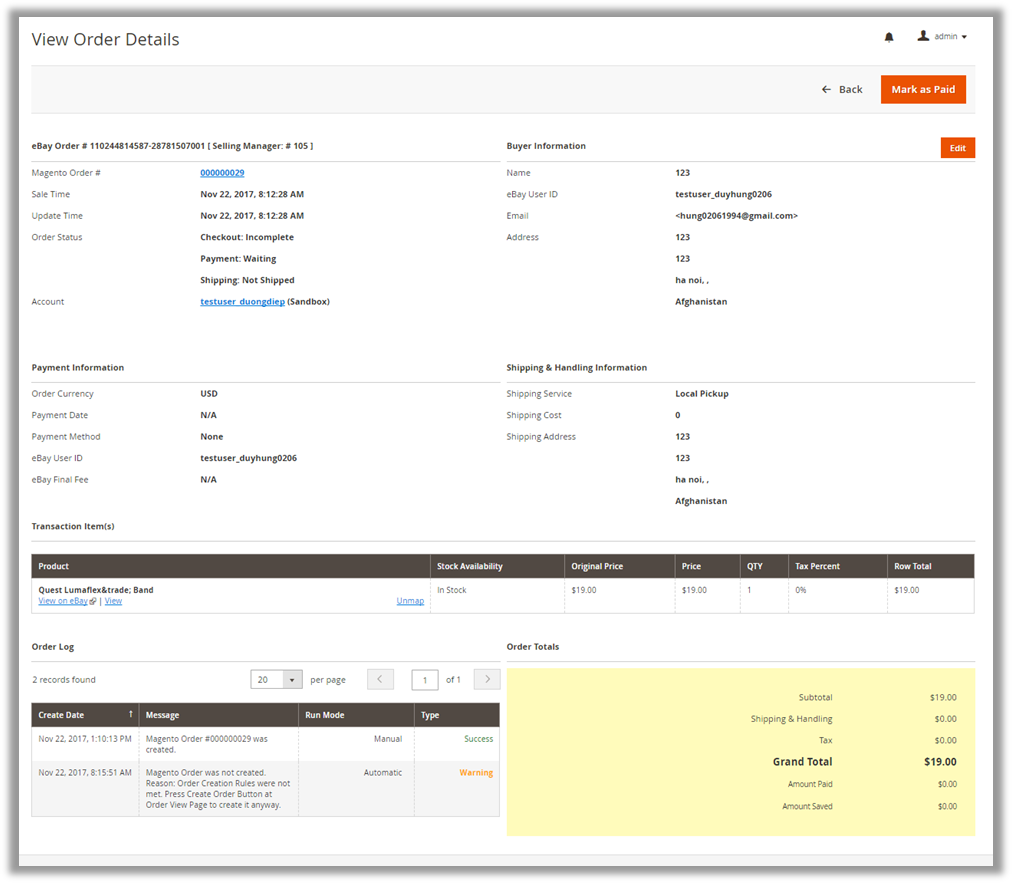 View Order Details
admin
← Back
Mark as Paid
eBay Order # 110244814587-28781507001 [ Selling Manager: # 105 ]
Magento Order # 000000029
Sale Time Nov 22, 2017, 8:12:28 AM
Update Time Nov 22, 2017, 8:12:28 AM
Order Status Checkout: Incomplete
Payment: Waiting
Shipping: Not Shipped
Account testuser_duongdiep (Sandbox)
Buyer Information
Edit
Name 123
eBay User ID testuser_duyhung0206
Email <hung02061994@gmail.com>
Address 123
123
ha noi, ,
Afghanistan
Payment Information
Order Currency USD
Payment Date N/A
Payment Method None
eBay User ID testuser_duyhung0206
eBay Final Fee N/A
Shipping & Handling Information
Shipping Service Local Pickup
Shipping Cost 0
Shipping Address 123
123
ha noi, ,
Afghanistan
Transaction Item(s)
Product Stock Availability Original Price Price QTY Tax Percent Row Total
Quest Lumaflex&trade; Band In Stock $19.00 $19.00 1 0% $19.00
View on eBay | View Unmap
Order Log
2 records found 20 per page 1 of 1
Create Date ↑ Message Run Mode Type
Nov 22, 2017, 1:10:13 PM Magento Order #000000029 was Manual Success
created.
Nov 22, 2017, 8:15:51 AM Magento Order was not created. Automatic Warning
Reason: Order Creation Rules were not
met. Press Create Order Button at
Order View Page to create it anyway.
Order Totals
Subtotal $19.00
Shipping & Handling $0.00
Tax $0.00
Grand Total $19.00
Amount Paid $0.00
Amount Saved $0.00